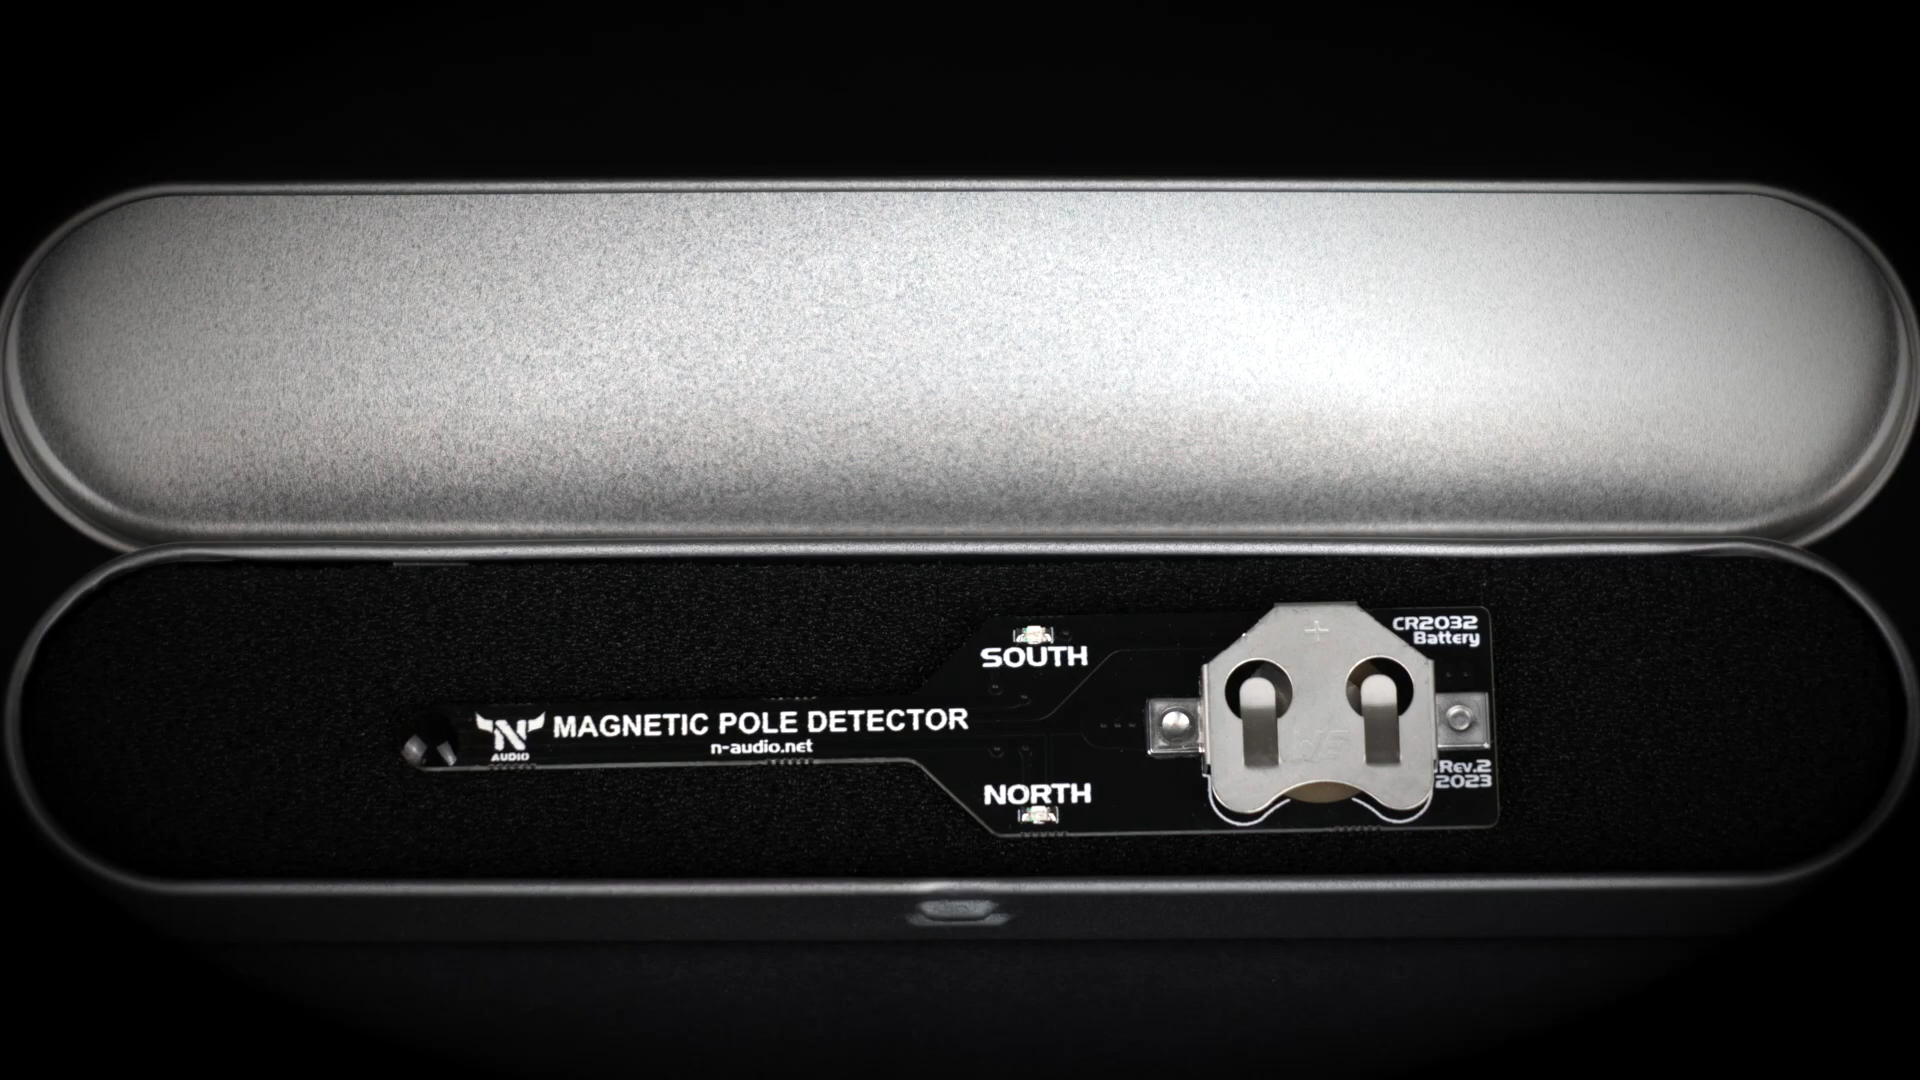 SOUTH
CR2032
Battery
N
AUDIO
MAGNETIC POLE DETECTOR
n-audio.net
NORTH
Rev.2
2023
+